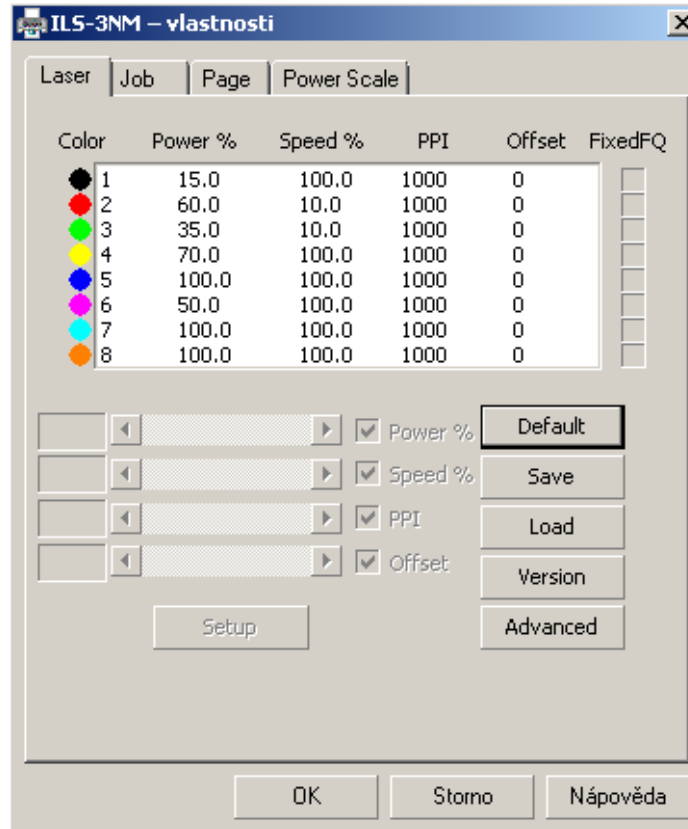 ILS-3NM – vlastnosti
Laser Job Page Power Scale
Color Power % Speed % PPI Offset FixedFQ
1 15.0 100.0 1000 0
2 60.0 10.0 1000 0
3 35.0 10.0 1000 0
4 70.0 100.0 1000 0
5 100.0 100.0 1000 0
6 50.0 100.0 1000 0
7 100.0 100.0 1000 0
8 100.0 100.0 1000 0
Power % Default
Speed % Save
PPI Load
Offset Version
Setup Advanced
OK Storno Nápověda